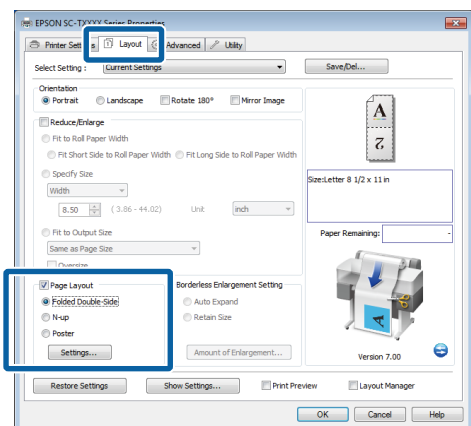 EPSON SC-TXXXX Series Properties
Printer Settings Layout Advanced Utility
Select Setting : Current Settings Save/Del...
Orientation
Portrait Landscape Rotate 180° Mirror Image
Reduce/Enlarge
Fit to Roll Paper Width
Fit Short Side to Roll Paper Width Fit Long Side to Roll Paper Width
Specify Size
Width
8.50 (3.86 - 44.02) Unit inch
Fit to Output Size
Same as Page Size
Oversize
A
2
Size:Letter 8 1/2 x 11 in
Paper Remaining: -
Page Layout
Folded Double-Side
N-up
Poster
Settings...
Borderless Enlargement Setting
Auto Expand
Retain Size
Amount of Enlargement...
A
Version 7.00
Restore Settings Show Settings... Print Preview Layout Manager
OK Cancel Help